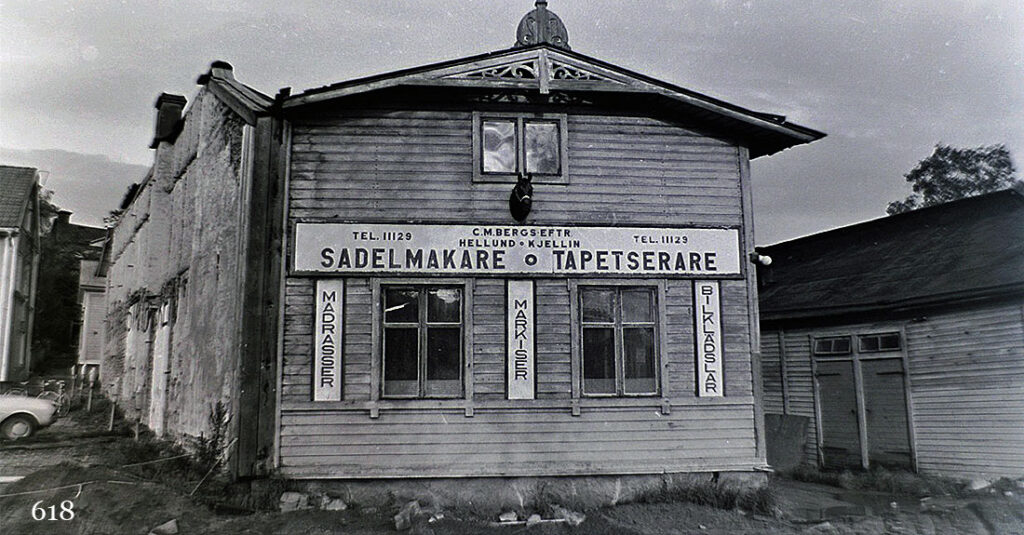 C.M. BERGS EFTR.
TEL. 11129 HELLUND · KJELLIN TEL. 11129
SADELMAKARE o TAPETSERARE
MADRASSER
MARKISER
BILKLÄDSLAR
618